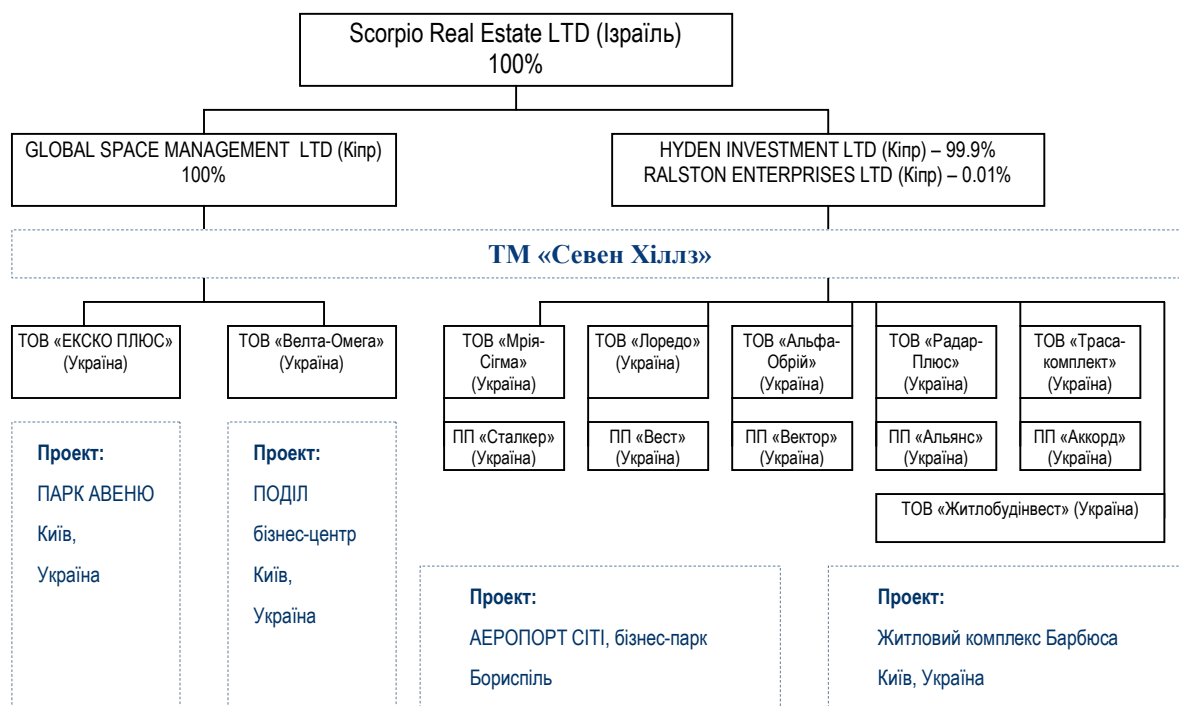 Scorpio Real Estate LTD (Ізраїль)
100%
GLOBAL SPACE MANAGEMENT LTD (Кіпр)
100%
HYDEN INVESTMENT LTD (Кіпр) – 99.9%
RALSTON ENTERPRISES LTD (Кіпр) – 0.01%
ТМ «Севен Хіллз»
ТОВ «ЕКСКО ПЛЮС»
(Україна)
ТОВ «Велта-Омега»
(Україна)
ТОВ «Мрія-
Сігма»
(Україна)
ТОВ «Лоредо»
(Україна)
ТОВ «Альфа-
Обрій»
(Україна)
ТОВ «Радар-
Плюс»
(Україна)
ТОВ «Траса-
комплект»
(Україна)
ПП «Сталкер»
(Україна)
ПП «Вест»
(Україна)
ПП «Вектор»
(Україна)
ПП «Альянс»
(Україна)
ПП «Аккорд»
(Україна)
ТОВ «Житлобудінвест» (Україна)
Проект:
ПАРК АВЕНЮ
Київ,
Україна
Проект:
ПОДІЛ
бізнес-центр
Київ,
Україна
Проект:
АЕРОПОРТ СІТІ, бізнес-парк
Бориспіль
Проект:
Житловий комплекс Барбюса
Київ, Україна